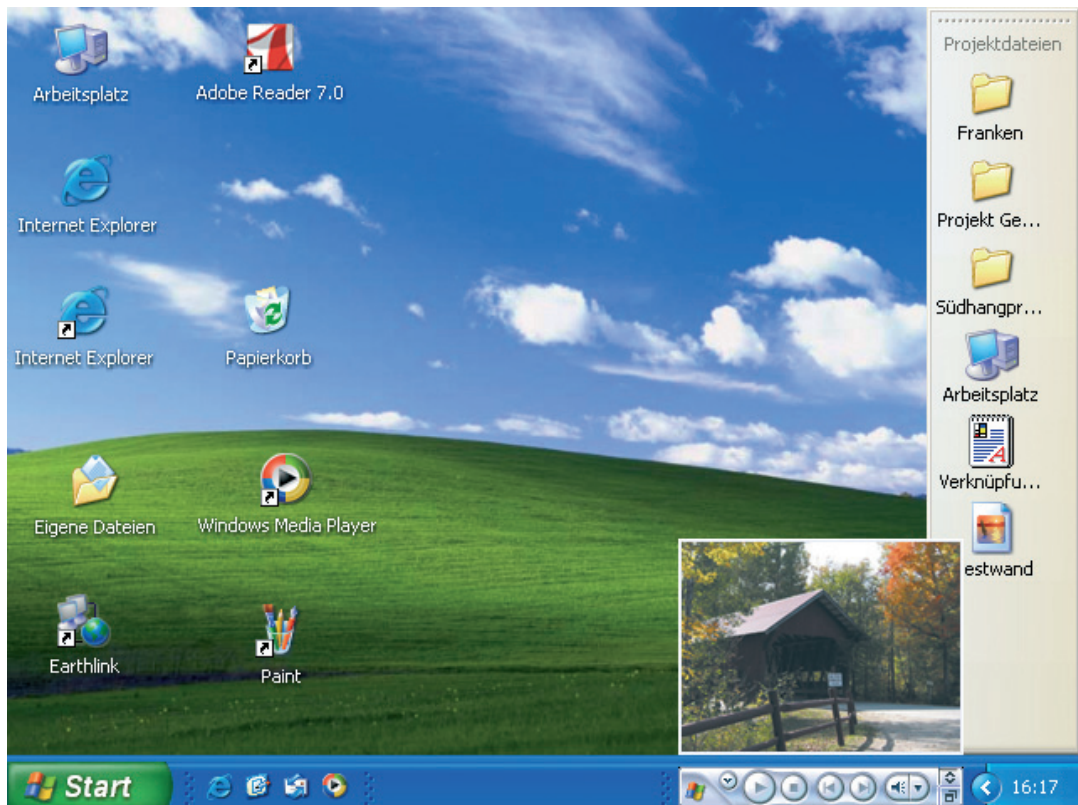 Arbeitsplatz
Adobe Reader 7.0
Internet Explorer
Internet Explorer
Papierkorb
Eigene Dateien
Windows Media Player
Earthlink
Paint
Projektdateien
Franken
Projekt Ge...
Südhangpr...
Arbeitsplatz
Verknüpfu...
estwand
Start
16:17